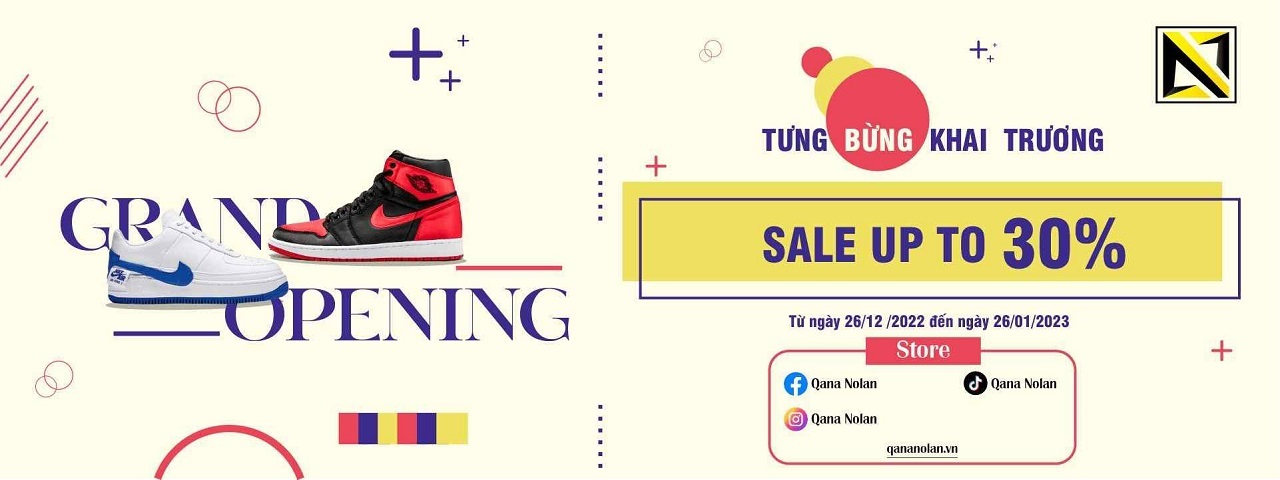 GRAND
OPENING
TƯNG BỪNG KHAI TRƯƠNG
SALE UP TO 30%
Từ ngày 26/12 /2022 đến ngày 26/01/2023
Store
Qana Nolan
Qana Nolan
Qana Nolan
qananolan.vn